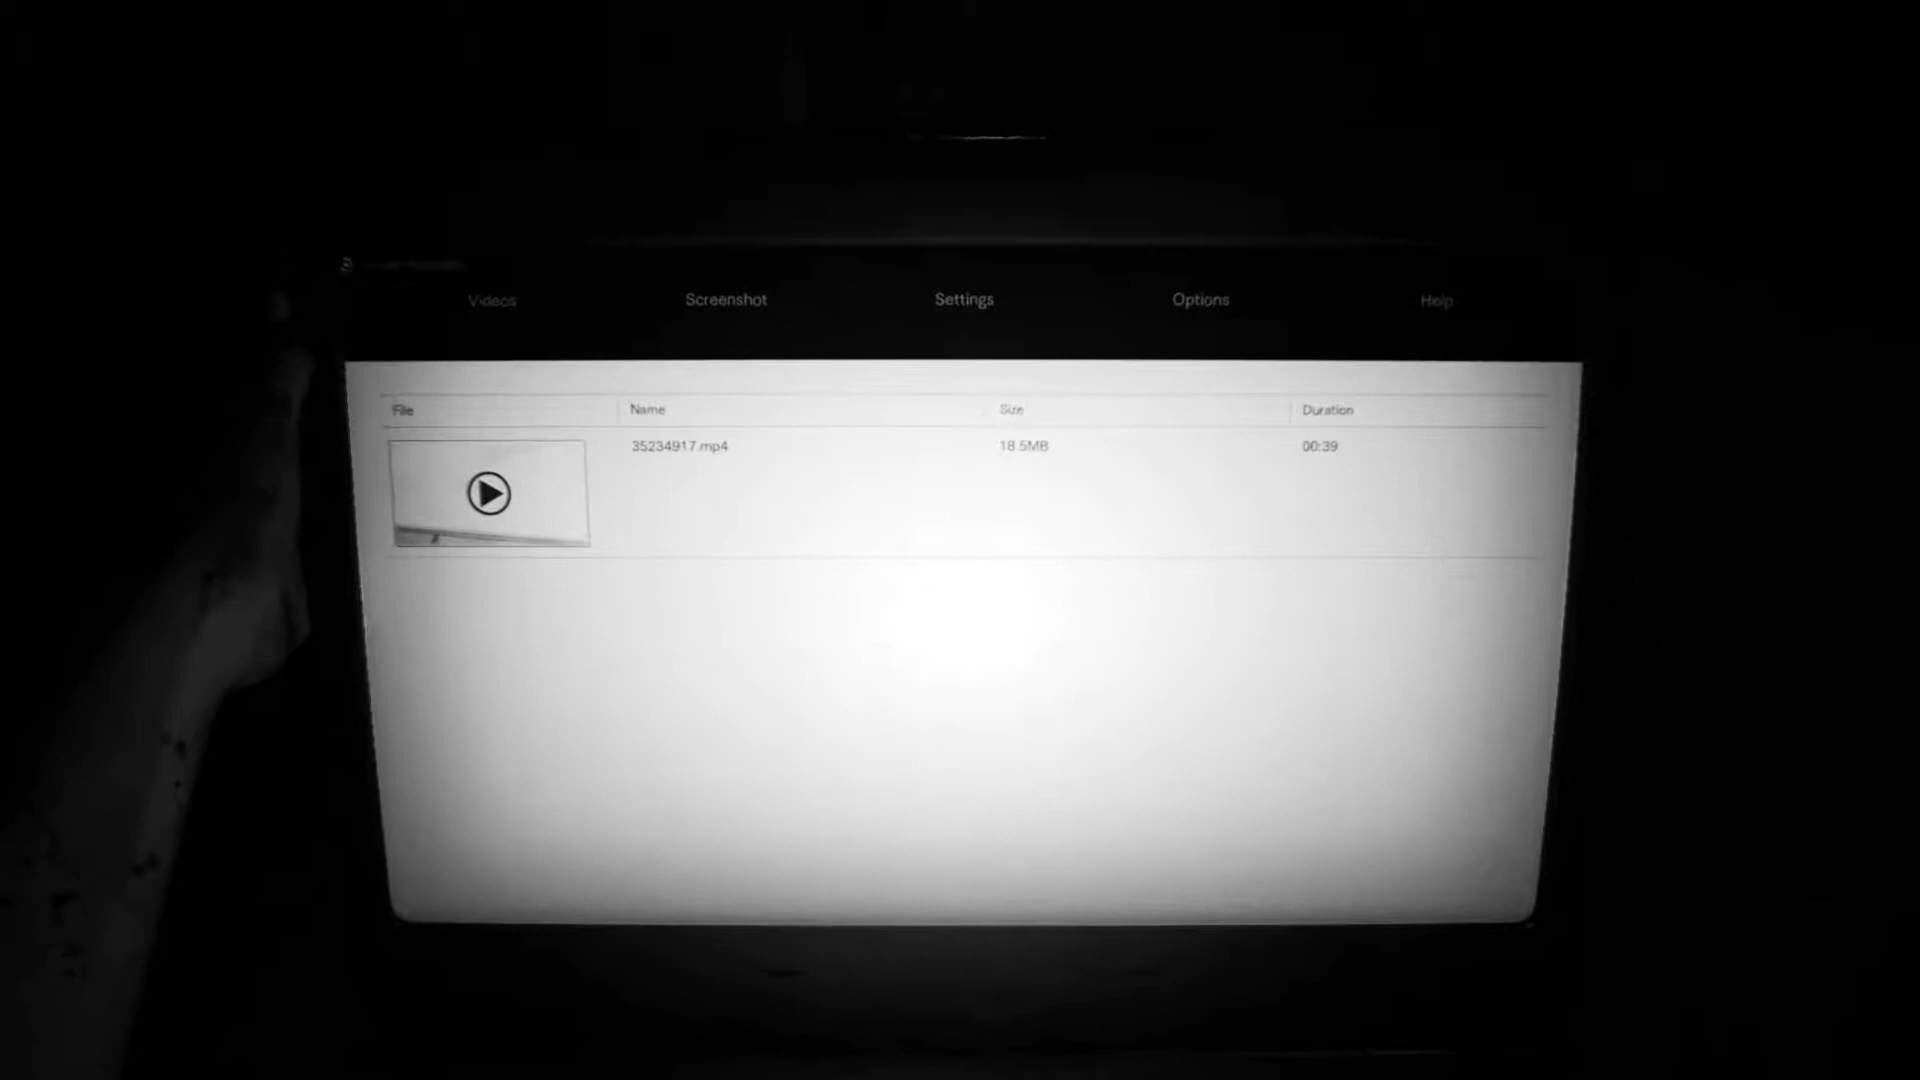 Videos Screenshot Settings Options Help
File Name Size Duration
35234917.mp4 18.5MB 00:39